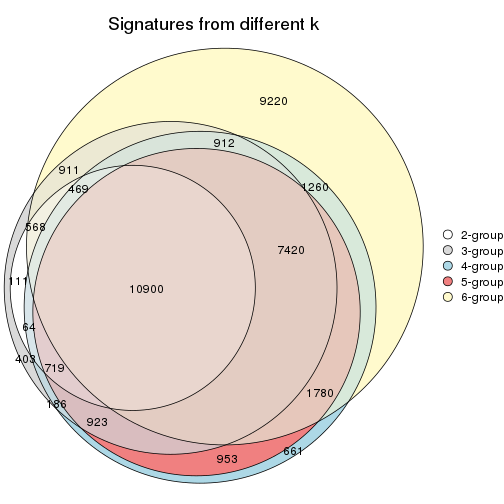 Signatures from different k
9220
912
911
469
1260
568
7420
111
10900
64
403
719
186
923
1780
953
661
2-group
3-group
4-group
5-group
6-group